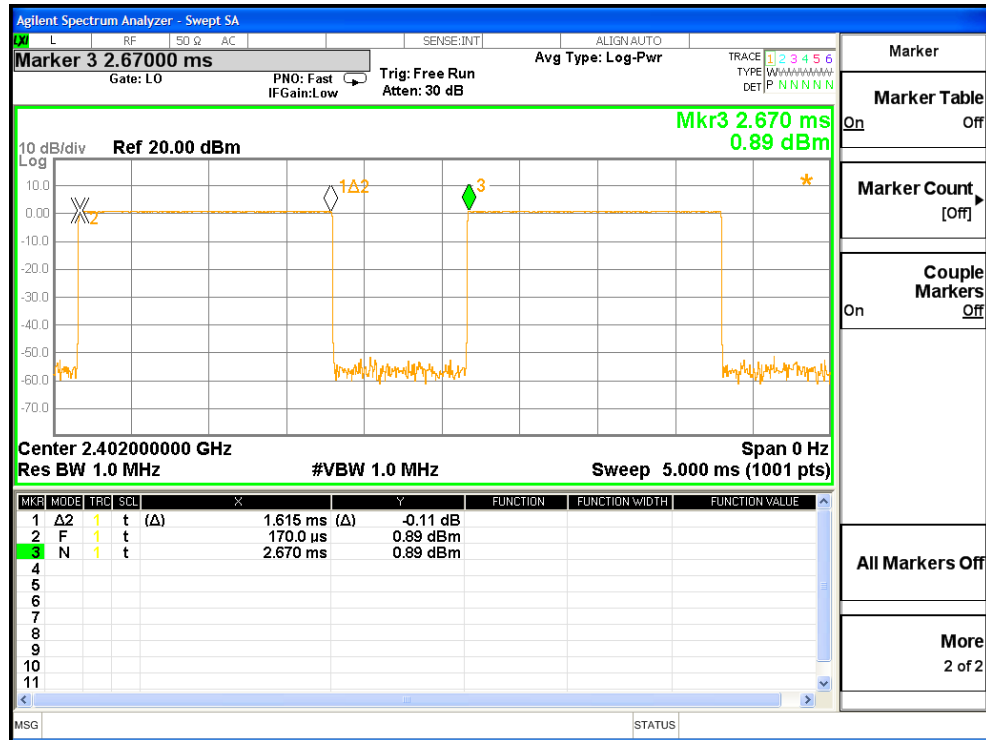 Agilent Spectrum Analyzer - Swept SA
LXI L RF 50 Ω AC SENSE:INT ALIGN AUTO
Marker 3 2.67000 ms
Gate: LO
PNO: Fast
IFGain:Low
Trig: Free Run
Atten: 30 dB
Avg Type: Log-Pwr
TRACE 1 2 3 4 5 6
TYPE WWWWWW
DET P N N N N N
Mkr3 2.670 ms
0.89 dBm
10 dB/div Ref 20.00 dBm
Log
10.0
0.00
-10.0
-20.0
-30.0
-40.0
-50.0
-60.0
-70.0
2
1Δ2
3
*
Center 2.402000000 GHz Span 0 Hz
Res BW 1.0 MHz #VBW 1.0 MHz Sweep 5.000 ms (1001 pts)
MKR MODE TRC SCL X Y FUNCTION FUNCTION WIDTH FUNCTION VALUE
1 Δ2 1 t (Δ) 1.615 ms (Δ) -0.11 dB
2 F 1 t 170.0 µs 0.89 dBm
3 N 1 t 2.670 ms 0.89 dBm
4
5
6
7
8
9
10
11
MSG STATUS
Marker
Marker Table
On Off
Marker Count
[Off]
Couple
Markers
On Off
All Markers Off
More
2 of 2